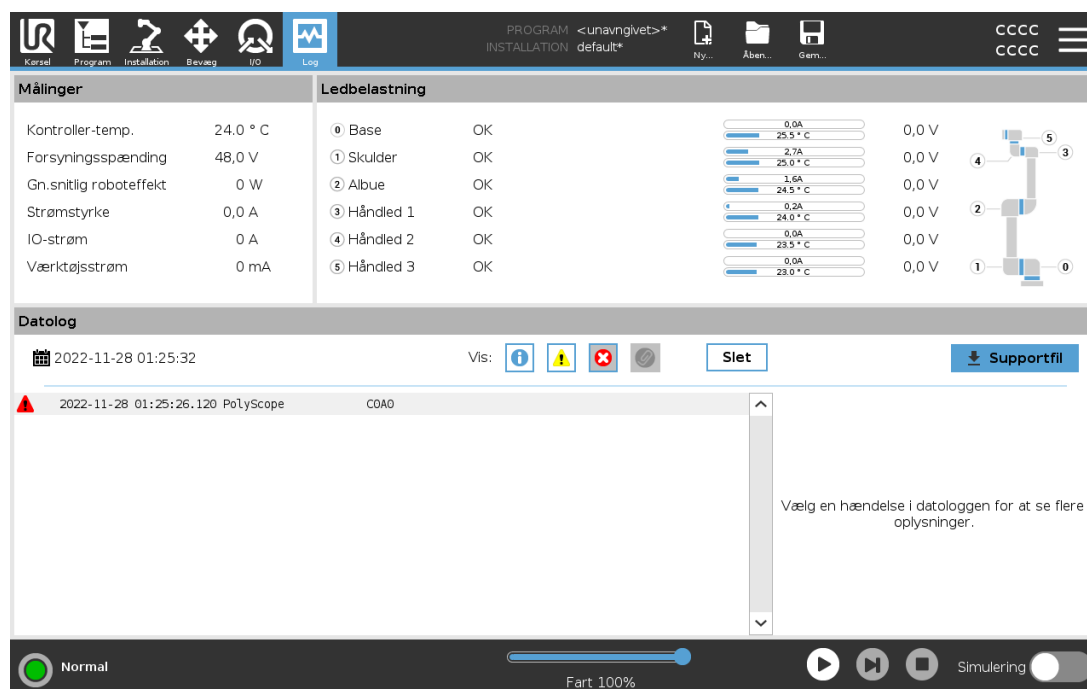 PROGRAM <unavngivet>*
INSTALLATION default*
CCCC
CCCC
Kørsel Program Installation Bevæg I/O Log Ny... Åben... Gem...
Målinger
Kontroller-temp. 24.0 ° C
Forsyningsspænding 48,0 V
Gn.snitlig roboteffekt 0 W
Strømstyrke 0,0 A
IO-strøm 0 A
Værktøjsstrøm 0 mA
Ledbelastning
0 Base OK 0,0A 25.5 ° C 0,0 V
1 Skulder OK 2,7A 25.0 ° C 0,0 V
2 Albue OK 1,6A 24.5 ° C 0,0 V
3 Håndled 1 OK 0,2A 24.0 ° C 0,0 V
4 Håndled 2 OK 0,0A 23.5 ° C 0,0 V
5 Håndled 3 OK 0,0A 23.0 ° C 0,0 V
5
4 3
2
1 0
Datolog
2022-11-28 01:25:32 Vis: Slet Supportfil
2022-11-28 01:25:26.120 PolyScope C0A0
Vælg en hændelse i datologgen for at se flere
oplysninger.
Normal
Fart 100%
Simulering